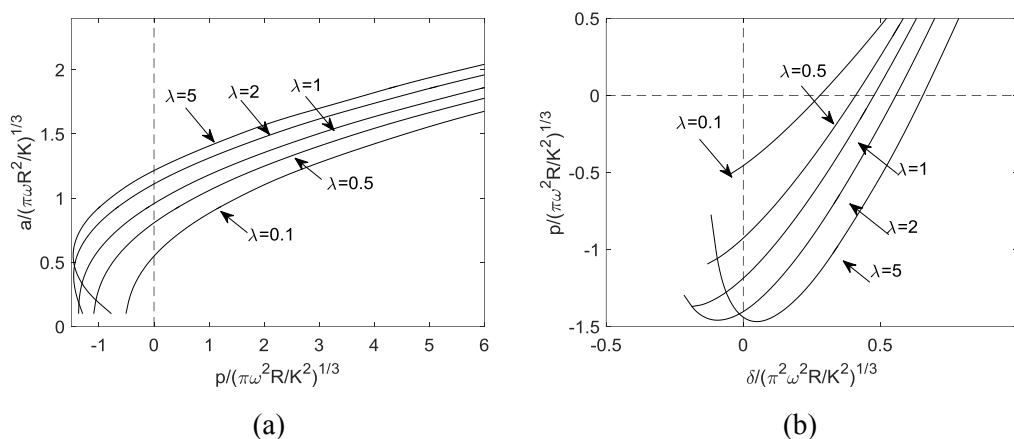 2
1.5
1
0.5
0
a/(πωR²/K)^1/3
λ=5
λ=2
λ=1
λ=0.5
λ=0.1
-1 0 1 2 3 4 5 6
p/(πω²R/K²)^1/3
(a)
0.5
0
-0.5
-1
-1.5
p/(πω²R/K²)^1/3
λ=0.5
λ=0.1
λ=1
λ=2
λ=5
-0.5 0 0.5
δ/(π²ω²R/K²)^1/3
(b)